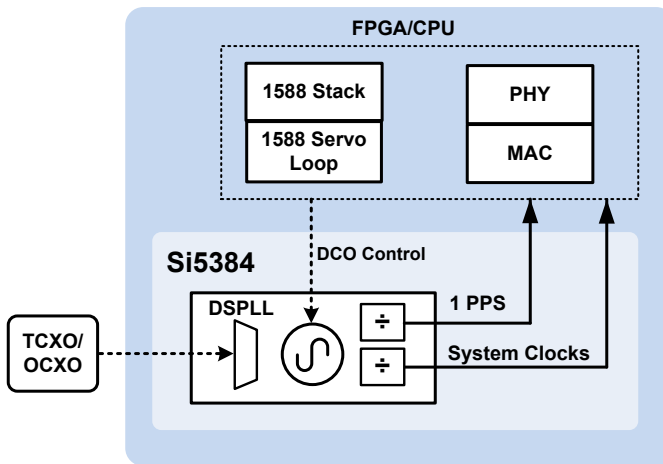 FPGA/CPU
1588 Stack
1588 Servo
Loop
PHY
MAC
DCO Control
Si5384
DSPLL
1 PPS
÷
System Clocks
÷
TCXO/
OCXO